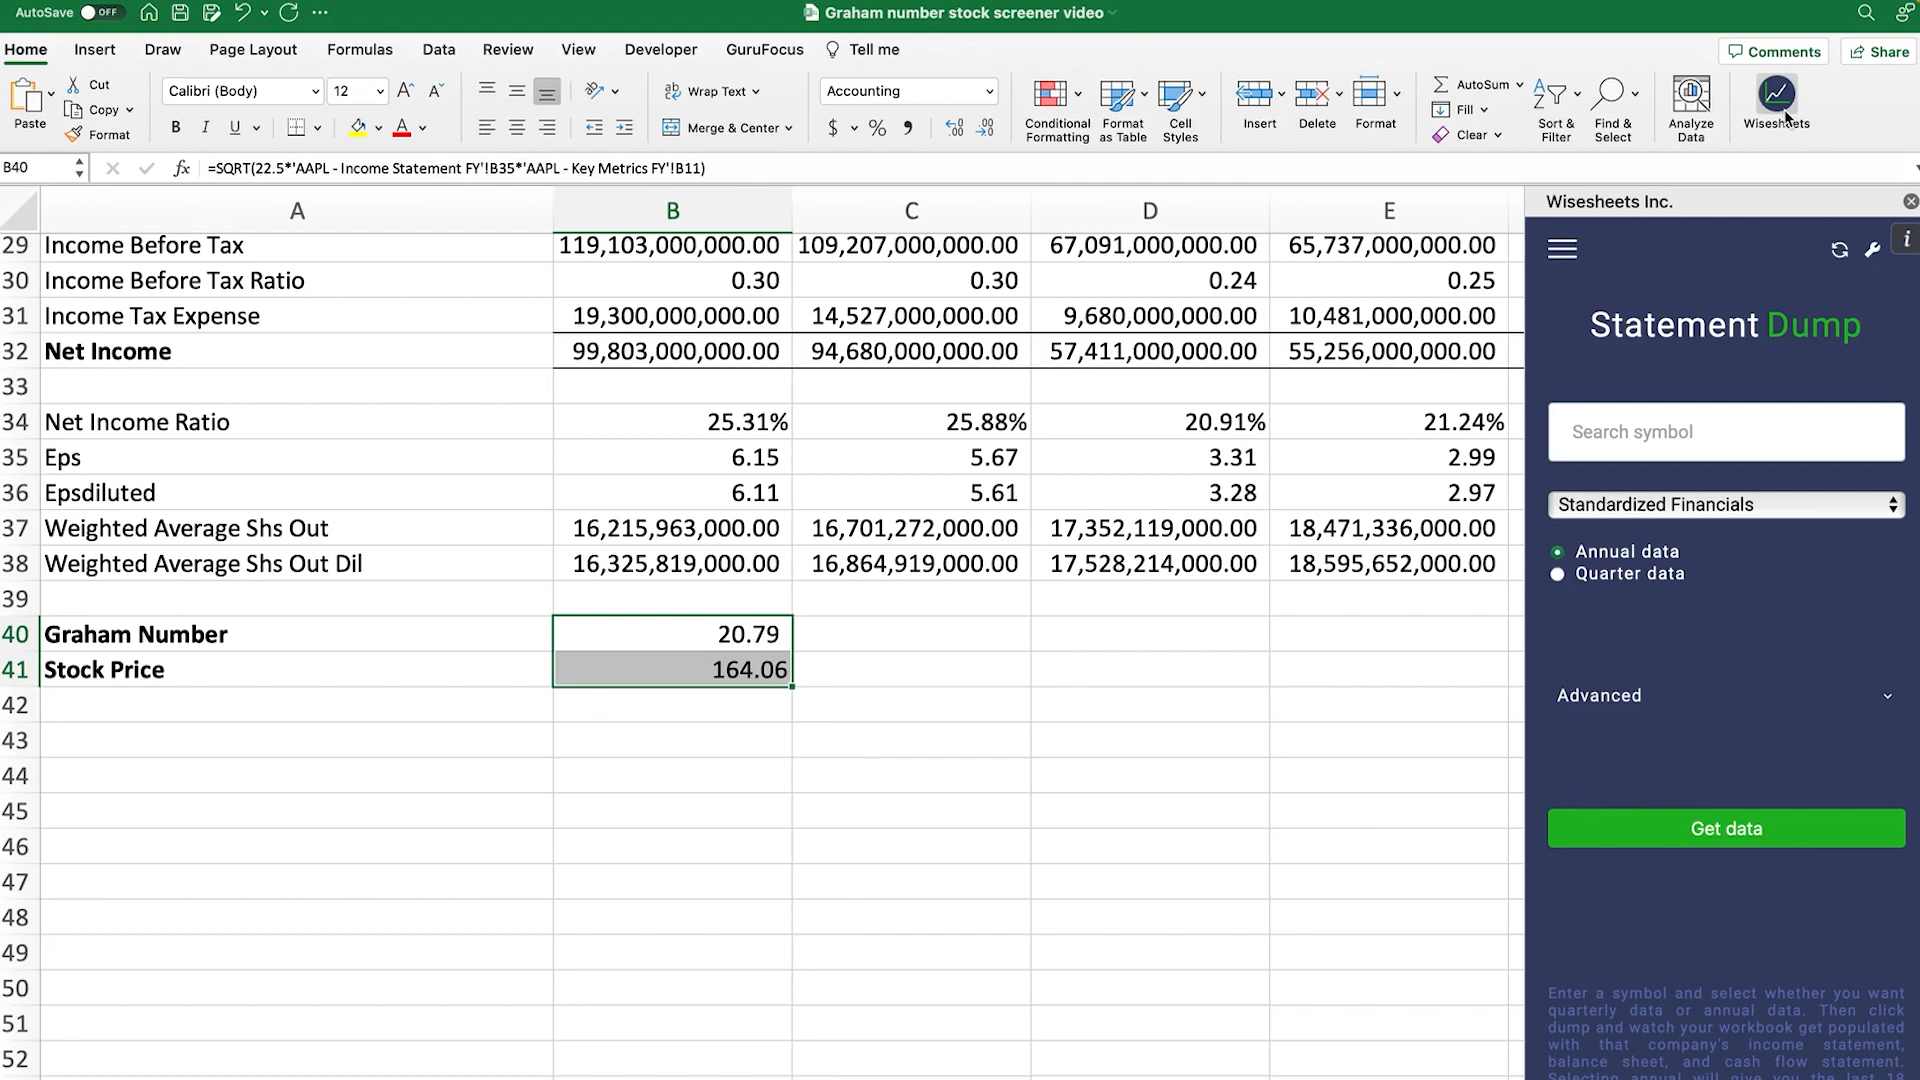 AutoSave OFF
Graham number stock screener video
Home Insert Draw Page Layout Formulas Data Review View Developer GuruFocus Tell me
Comments Share
Paste
Cut
Copy
Format
Calibri (Body) 12
B I U
Wrap Text
Merge & Center
Accounting
$ %
Conditional Formatting
Format as Table
Cell Styles
Insert
Delete
Format
AutoSum
Fill
Clear
Sort & Filter
Find & Select
Analyze Data
Wisesheets
B40 fx =SQRT(22.5*'AAPL - Income Statement FY'!B35*'AAPL - Key Metrics FY'!B11)
A B C D E
29 Income Before Tax 119,103,000,000.00 109,207,000,000.00 67,091,000,000.00 65,737,000,000.00
30 Income Before Tax Ratio 0.30 0.30 0.24 0.25
31 Income Tax Expense 19,300,000,000.00 14,527,000,000.00 9,680,000,000.00 10,481,000,000.00
32 Net Income 99,803,000,000.00 94,680,000,000.00 57,411,000,000.00 55,256,000,000.00
33
34 Net Income Ratio 25.31% 25.88% 20.91% 21.24%
35 Eps 6.15 5.67 3.31 2.99
36 Epsdiluted 6.11 5.61 3.28 2.97
37 Weighted Average Shs Out 16,215,963,000.00 16,701,272,000.00 17,352,119,000.00 18,471,336,000.00
38 Weighted Average Shs Out Dil 16,325,819,000.00 16,864,919,000.00 17,528,214,000.00 18,595,652,000.00
39
40 Graham Number 20.79
41 Stock Price 164.06
42
43
44
45
46
47
48
49
50
51
52
Wisesheets Inc.
i
Statement Dump
Search symbol
Standardized Financials
Annual data
Quarter data
Advanced
Get data
Enter a symbol and select whether you want
quarterly data or annual data. Then click
dump and watch your workbook get populated
with that company's income statement,
balance sheet, and cash flow statement.
Selecting annual will give you the last 18